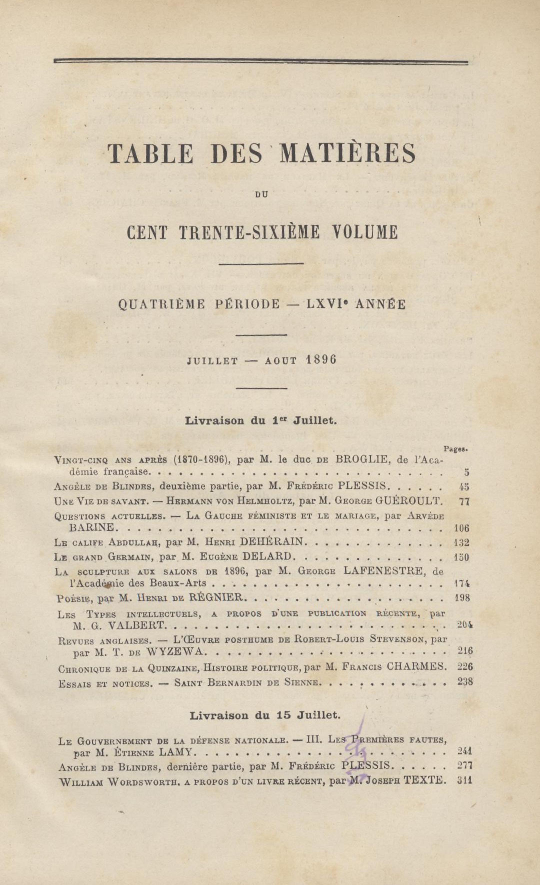 TABLE DES MATIÈRES
DU
CENT TRENTE-SIXIÈME VOLUME
QUATRIÈME PÉRIODE — LXVIe ANNÉE
JUILLET — AOUT 1896
Livraison du 1er Juillet.
Pages.
VINGT-CINQ ANS APRÈS (1870-1896), par M. le duc DE BROGLIE, de l'Aca-
démie française. . . . . . . . . . . . . . . . . . . . . . . . . . . . 5
ANGÈLE DE BLINDES, deuxième partie, par M. FRÉDÉRIC PLESSIS. . . . . . 43
UNE VIE DE SAVANT. — HERMANN VON HELMHOLTZ, par M. GEORGE GUÉROULT. 77
QUESTIONS ACTUELLES. — LA GAUCHE FÉMINISTE ET LE MARIAGE, par ARVÈDE
BARINE. . . . . . . . . . . . . . . . . . . . . . . . . . . . . . . 106
LE CALIFE ABDULLAH, par M. HENRI DEHÉRAIN. . . . . . . . . . . . . . 132
LE GRAND GERMAIN, par M. EUGÈNE DELARD. . . . . . . . . . . . . . . 150
LA SCULPTURE AUX SALONS DE 1896, par M. GEORGE LAFENESTRE, de
l'Académie des Beaux-Arts . . . . . . . . . . . . . . . . . . . . . . 174
POÉSIE, par M. HENRI DE RÉGNIER. . . . . . . . . . . . . . . . . . . 198
LES TYPES INTELLECTUELS, A PROPOS D'UNE PUBLICATION RÉCENTE, par
M. G. VALBERT. . . . . . . . . . . . . . . . . . . . . . . . . . . 204
REVUES ANGLAISES. — L'ŒUVRE POSTHUME DE ROBERT-LOUIS STEVENSON, par
par M. T. DE WYZEWA. . . . . . . . . . . . . . . . . . . . . . . . 216
CHRONIQUE DE LA QUINZAINE, HISTOIRE POLITIQUE, par M. FRANCIS CHARMES. 226
ESSAIS ET NOTICES. — SAINT BERNARDIN DE SIENNE. . . . . . . . . . . . 238
Livraison du 15 Juillet.
LE GOUVERNEMENT DE LA DÉFENSE NATIONALE. — III. LES PREMIÈRES FAUTES,
par M. ÉTIENNE LAMY. . . . . . . . . . . . . . . . . . . . . . . . 241
ANGÈLE DE BLINDES, dernière partie, par M. FRÉDÉRIC PLESSIS. . . . . . 277
WILLIAM WORDSWORTH, A PROPOS D'UN LIVRE RÉCENT, par M. JOSEPH TEXTE. 311